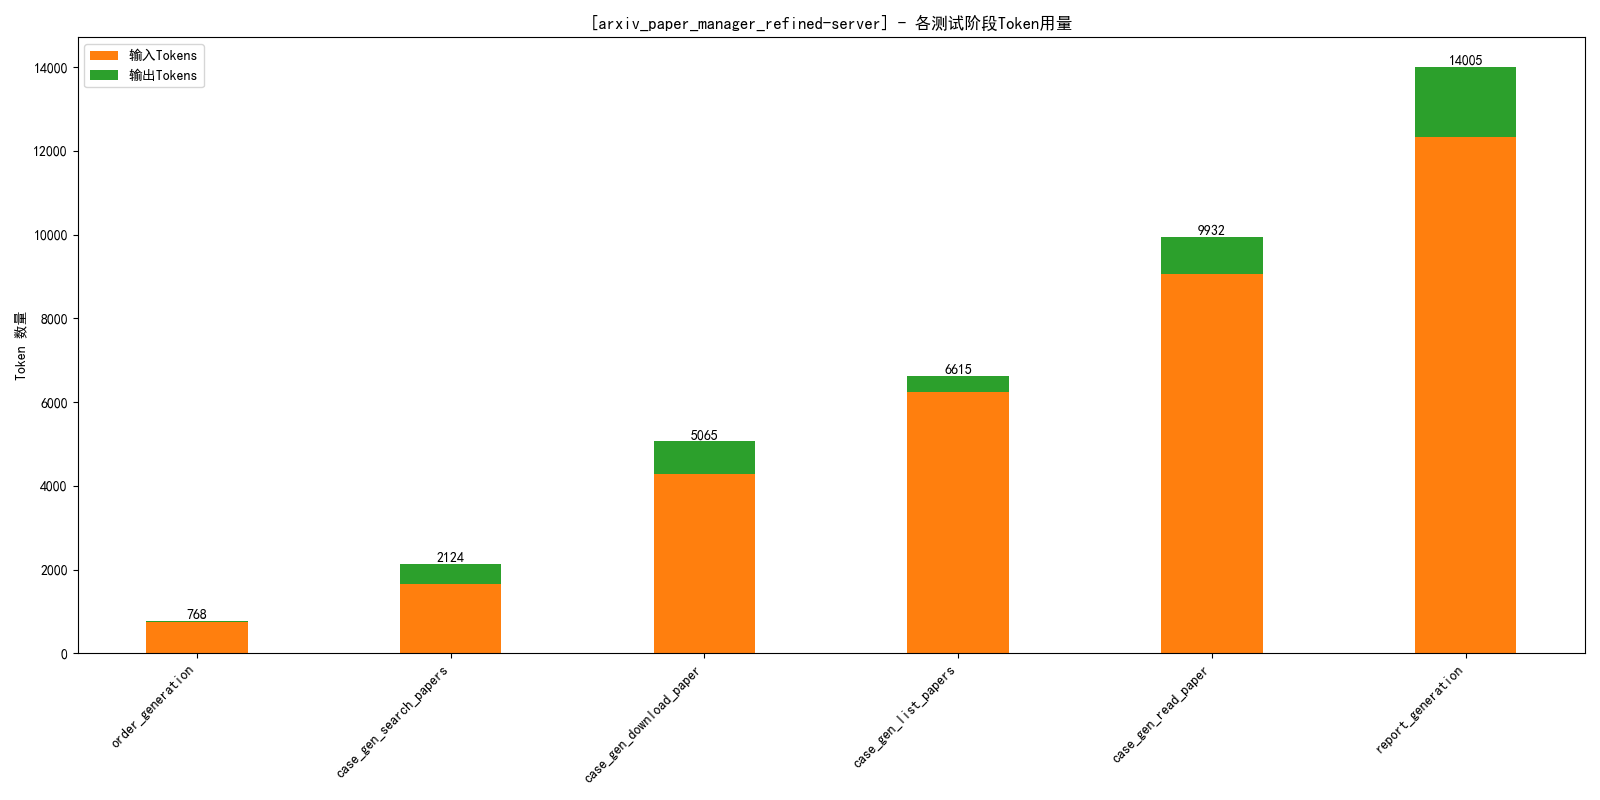 [arxiv_paper_manager_refined-server] - 各测试阶段Token用量
输入Tokens
输出Tokens
Token 数量
14000
12000
10000
8000
6000
4000
2000
0
768
2124
5065
6615
9932
14005
order_generation
case_gen_search_papers
case_gen_download_paper
case_gen_list_papers
case_gen_read_paper
report_generation